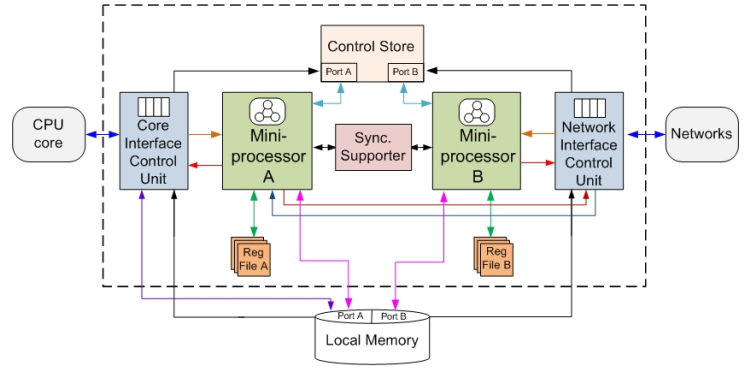 Control Store
Port A
Port B
CPU
core
Core
Interface
Control
Unit
Mini-
processor
A
Sync.
Supporter
Mini-
processor
B
Network
Interface
Control
Unit
Networks
Reg
File A
Reg
File B
Port A
Port B
Local Memory